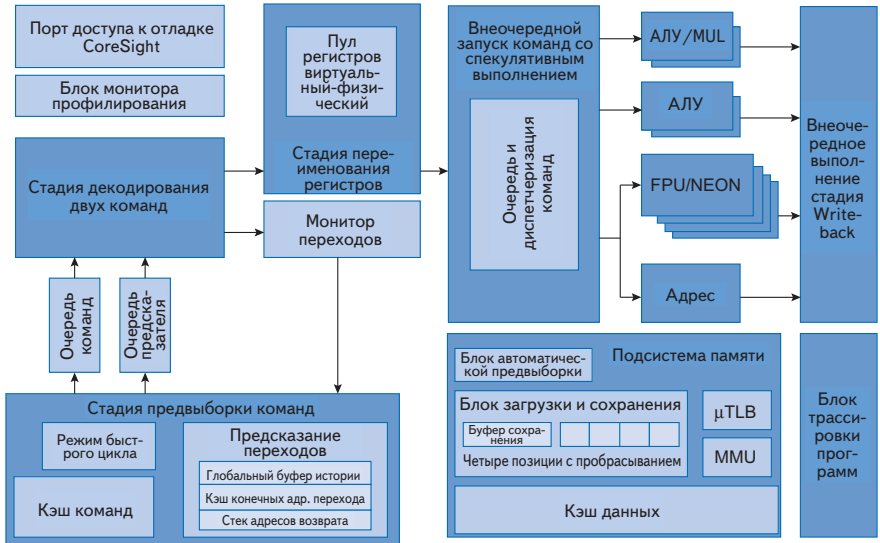 Порт доступа к отладке
CoreSight
Блок монитора
профилирования
Стадия декодирования
двух команд
Пул
регистров
виртуаль-
ный-физи-
ческий
Стадия пере-
именования
регистров
Монитор
переходов
Внеочередной
запуск команд со
спекулятивным
выполнением
Очередь и
диспетчеризация
команд
АЛУ/MUL
АЛУ
FPU/NEON
Адрес
Внеоче-
редное
выпол-
нение
стадия
Write-
back
Очередь
команд
Очередь
предска-
зателя
Стадия предвыборки команд
Режим быст-
рого цикла
Кэш команд
Предсказание
переходов
Глобальный буфер истории
Кэш конечных адр. перехода
Стек адресов возврата
Блок автоматиче-
ской предвыборки
Подсистема памяти
Блок загрузки и сохранения
Буфер сохра-
нения
Четыре позиции с пробрасыванием
μTLB
MMU
Кэш данных
Блок
трасси-
ровки
прог-
рамм